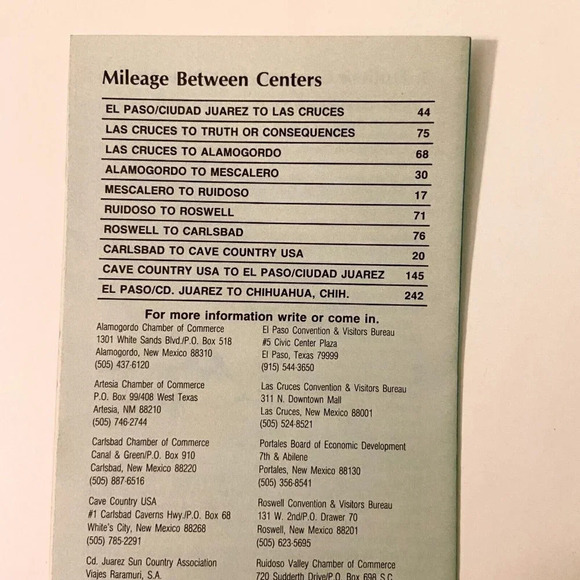 Mileage Between Centers
EL PASO/CIUDAD JUAREZ TO LAS CRUCES 44
LAS CRUCES TO TRUTH OR CONSEQUENCES 75
LAS CRUCES TO ALAMOGORDO 68
ALAMOGORDO TO MESCALERO 30
MESCALERO TO RUIDOSO 17
RUIDOSO TO ROSWELL 71
ROSWELL TO CARLSBAD 76
CARLSBAD TO CAVE COUNTRY USA 20
CAVE COUNTRY USA TO EL PASO/CIUDAD JUAREZ 145
EL PASO/CD. JUAREZ TO CHIHUAHUA, CHIH. 242
For more information write or come in.
Alamogordo Chamber of Commerce
1301 White Sands Blvd./P.O. Box 518
Alamogordo, New Mexico 88310
(505) 437-6120
Artesia Chamber of Commerce
P.O. Box 99/408 West Texas
Artesia, NM 88210
(505) 746-2744
Carlsbad Chamber of Commerce
Canal & Green/P.O. Box 910
Carlsbad, New Mexico 88220
(505) 887-6516
Cave Country USA
#1 Carlsbad Caverns Hwy./P.O. Box 68
White's City, New Mexico 88268
(505) 785-2291
Cd. Juarez Sun Country Association
Viajes Raramuri, S.A.
El Paso Convention & Visitors Bureau
#5 Civic Center Plaza
El Paso, Texas 79999
(915) 544-3650
Las Cruces Convention & Visitors Bureau
311 N. Downtown Mall
Las Cruces, New Mexico 88001
(505) 524-8521
Portales Board of Economic Development
7th & Abilene
Portales, New Mexico 88130
(505) 356-8541
Roswell Convention & Visitors Bureau
131 W. 2nd/P.O. Drawer 70
Roswell, New Mexico 88201
(505) 623-5695
Ruidoso Valley Chamber of Commerce
720 Sudderth Drive/P.O. Box 698 S.C.